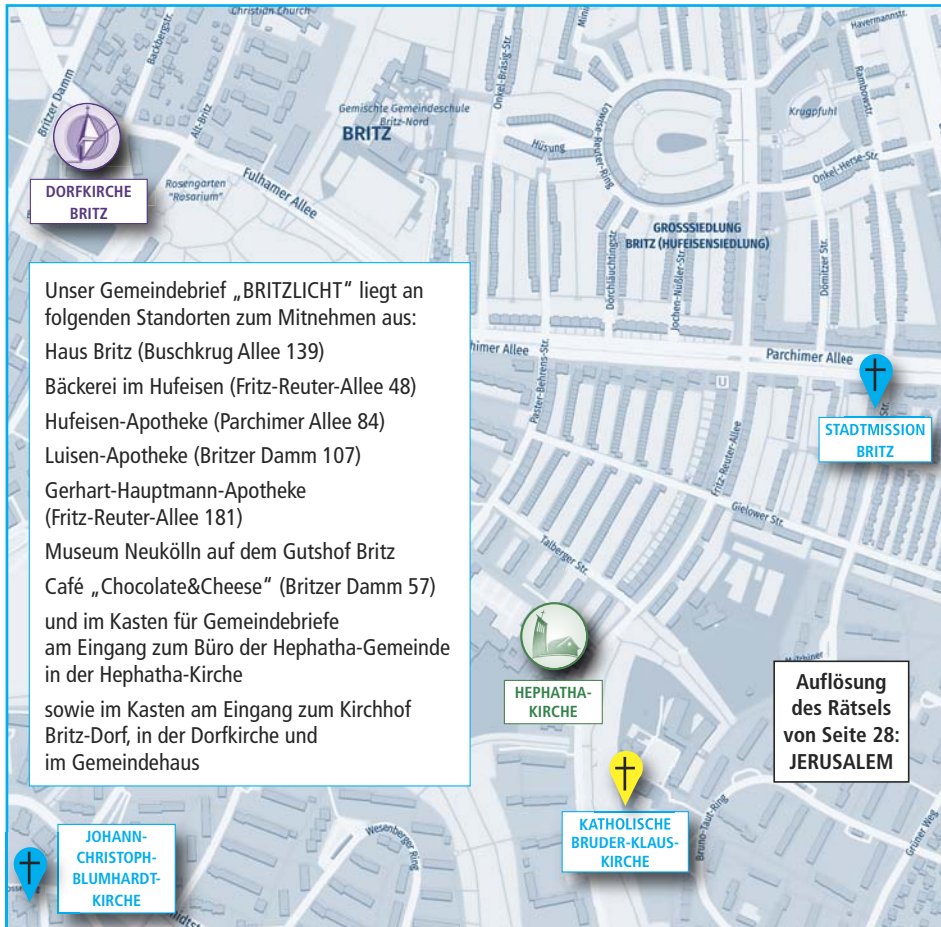 Christian Church
Backbergstr.
Britzer Damm
Alt-Britz
Gemischte Gemeindeschule
Britz-Nord
BRITZ
Onkel-Bräsig-Str.
Havermannstr.
Rambowstr.
Krugpfuhl
Lowise-Reuter-Ring
Hüsung
Onkel-Herse-Str.
DORFKIRCHE
BRITZ
Rosengarten
"Rosarium"
Fulhamer Allee
GROSSSIEDLUNG
BRITZ (HUFEISENSIEDLUNG)
Dörchläuchtingstr.
Jochen-Nüßler-Str.
Dömitzer Str.
Unser Gemeindebrief „BRITZLICHT“ liegt an
folgenden Standorten zum Mitnehmen aus:
Haus Britz (Buschkrug Allee 139)
Bäckerei im Hufeisen (Fritz-Reuter-Allee 48)
Hufeisen-Apotheke (Parchimer Allee 84)
Luisen-Apotheke (Britzer Damm 107)
Gerhart-Hauptmann-Apotheke
(Fritz-Reuter-Allee 181)
Museum Neukölln auf dem Gutshof Britz
Café „Chocolate&Cheese“ (Britzer Damm 57)
und im Kasten für Gemeindebriefe
am Eingang zum Büro der Hephatha-Gemeinde
in der Hephatha-Kirche
sowie im Kasten am Eingang zum Kirchhof
Britz-Dorf, in der Dorfkirche und
im Gemeindehaus
himer Allee
Parchimer Allee
Paster-Behrens-Str.
U
Str.
STADTMISSION
BRITZ
Fritz-Reuter-Allee
Gielower Str.
Talberger Str.
HEPHATHA-
KIRCHE
Auflösung
des Rätsels
von Seite 28:
JERUSALEM
KATHOLISCHE
BRUDER-KLAUS-
KIRCHE
Bruno-Taut-Ring
Grüner Weg
Wesenberger Ring
JOHANN-
CHRISTOPH-
BLUMHARDT-
KIRCHE